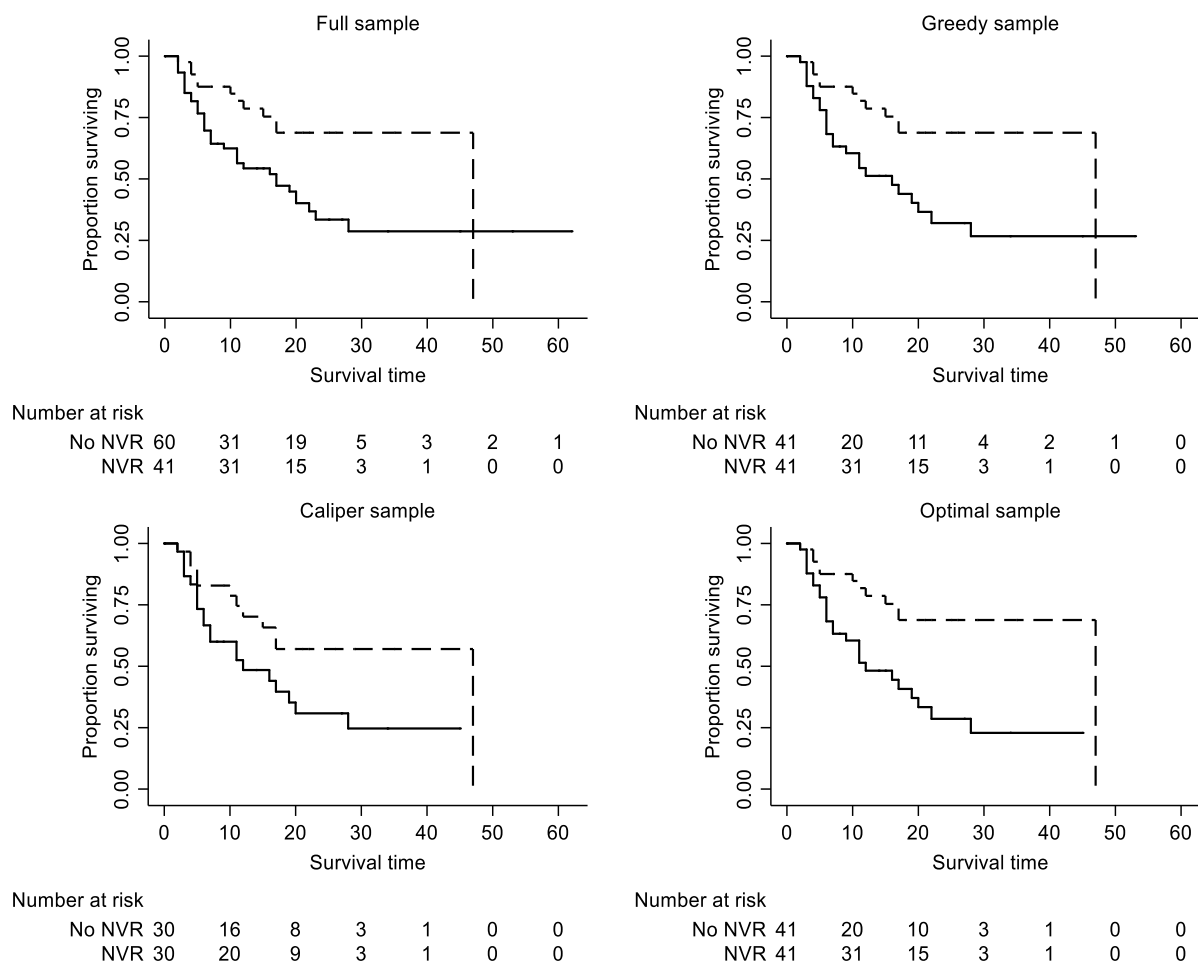 Full sample
Proportion surviving
1.00
0.75
0.50
0.25
0.00
0 10 20 30 40 50 60
Survival time
Number at risk
No NVR 60 31 19 5 3 2 1
NVR 41 31 15 3 1 0 0
Greedy sample
Proportion surviving
1.00
0.75
0.50
0.25
0.00
0 10 20 30 40 50 60
Survival time
Number at risk
No NVR 41 20 11 4 2 1 0
NVR 41 31 15 3 1 0 0
Caliper sample
Proportion surviving
1.00
0.75
0.50
0.25
0.00
0 10 20 30 40 50 60
Survival time
Number at risk
No NVR 30 16 8 3 1 0 0
NVR 30 20 9 3 1 0 0
Optimal sample
Proportion surviving
1.00
0.75
0.50
0.25
0.00
0 10 20 30 40 50 60
Survival time
Number at risk
No NVR 41 20 10 3 1 0 0
NVR 41 31 15 3 1 0 0